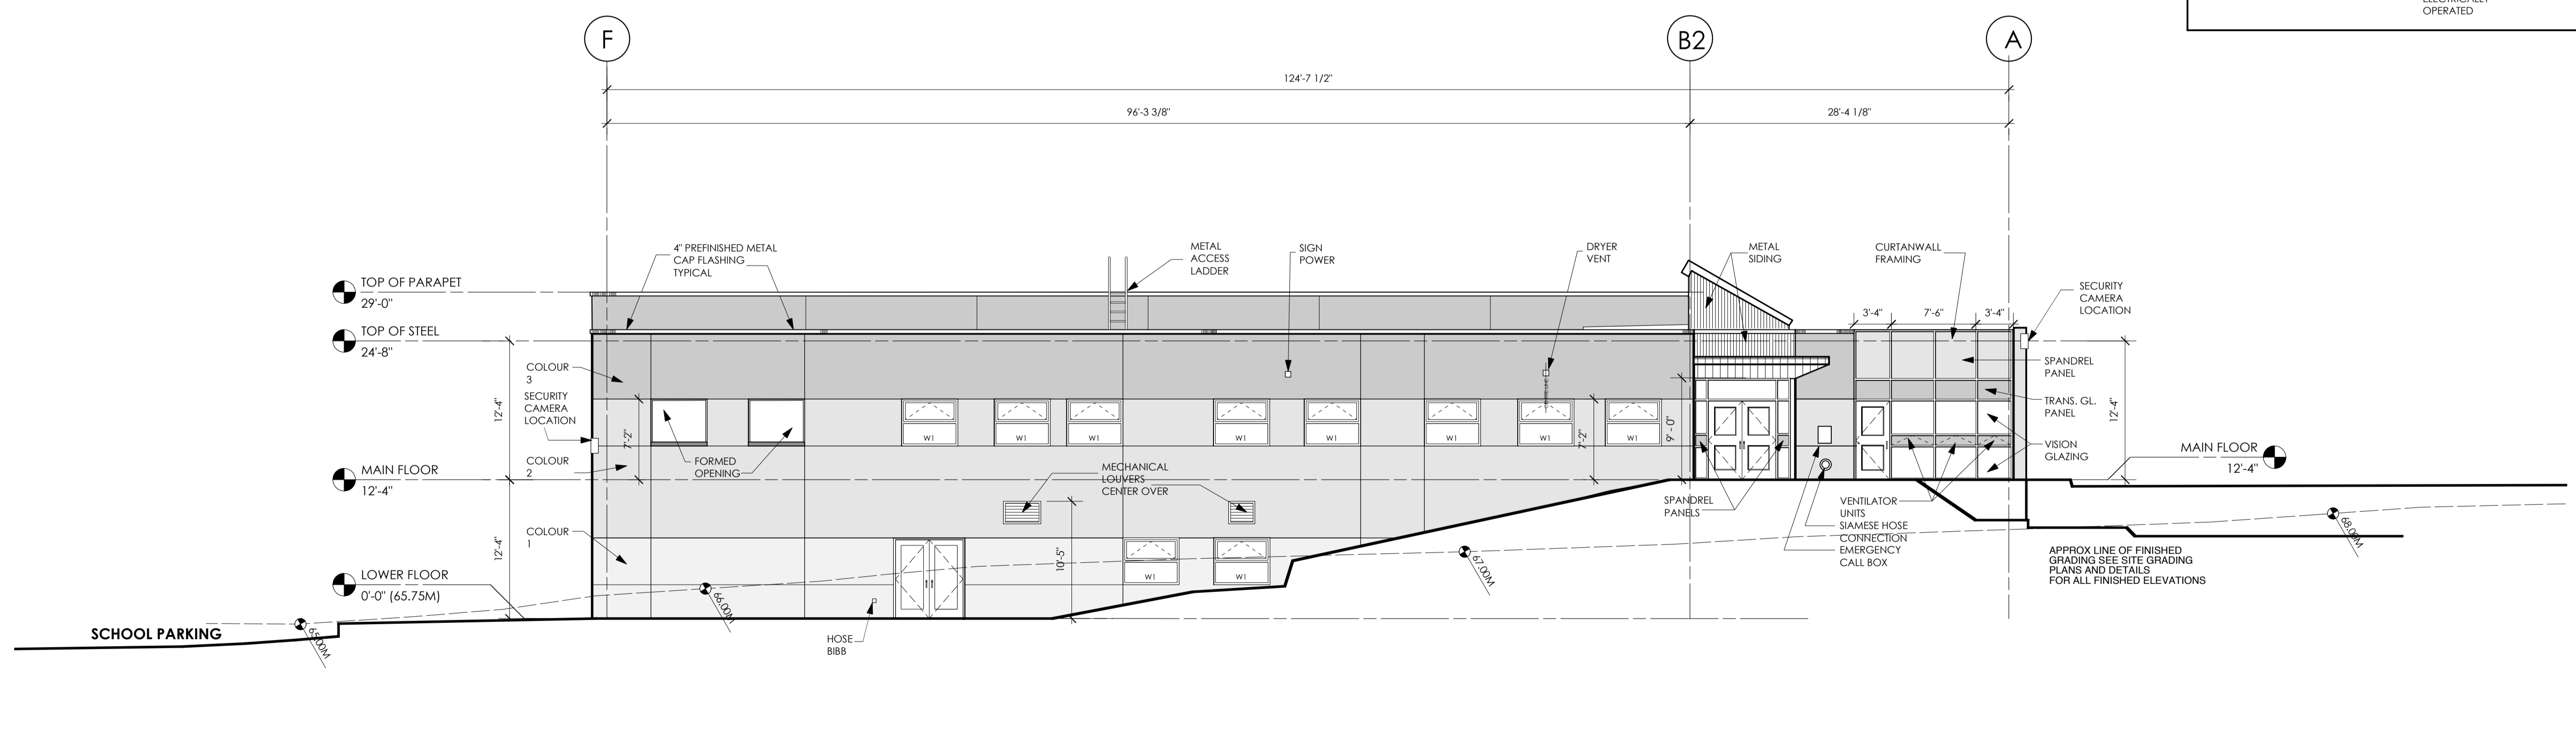 ELECTRICALLY
OPERATED
F
B2
A
124'-7 1/2"
96'-3 3/8"
28'-4 1/8"
4" PREFINISHED METAL
CAP FLASHING
TYPICAL
METAL
ACCESS
LADDER
SIGN
POWER
DRYER
VENT
METAL
SIDING
CURTANWALL
FRAMING
SECURITY
CAMERA
LOCATION
TOP OF PARAPET
29'-0"
TOP OF STEEL
24'-8"
3'-4"
7'-6"
3'-4"
COLOUR
3
SECURITY
CAMERA
LOCATION
COLOUR
2
12'-4"
7'-2"
FORMED
OPENING
W1
W1
W1
W1
W1
W1
W1
W1
7'-2"
9' - 0"
SPANDREL
PANEL
TRANS. GL.
PANEL
VISION
GLAZING
12'-4"
MAIN FLOOR
12'-4"
MAIN FLOOR
12'-4"
MECHANICAL
LOUVERS
CENTER OVER
SPANDREL
PANELS
VENTILATOR
UNITS
SIAMESE HOSE
CONNECTION
EMERGENCY
CALL BOX
COLOUR
1
12'-4"
10'-5"
W1
W1
LOWER FLOOR
0'-0" (65.75M)
SCHOOL PARKING
65.00M
66.00M
67.00M
68.00M
HOSE
BIBB
APPROX LINE OF FINISHED
GRADING SEE SITE GRADING
PLANS AND DETAILS
FOR ALL FINISHED ELEVATIONS